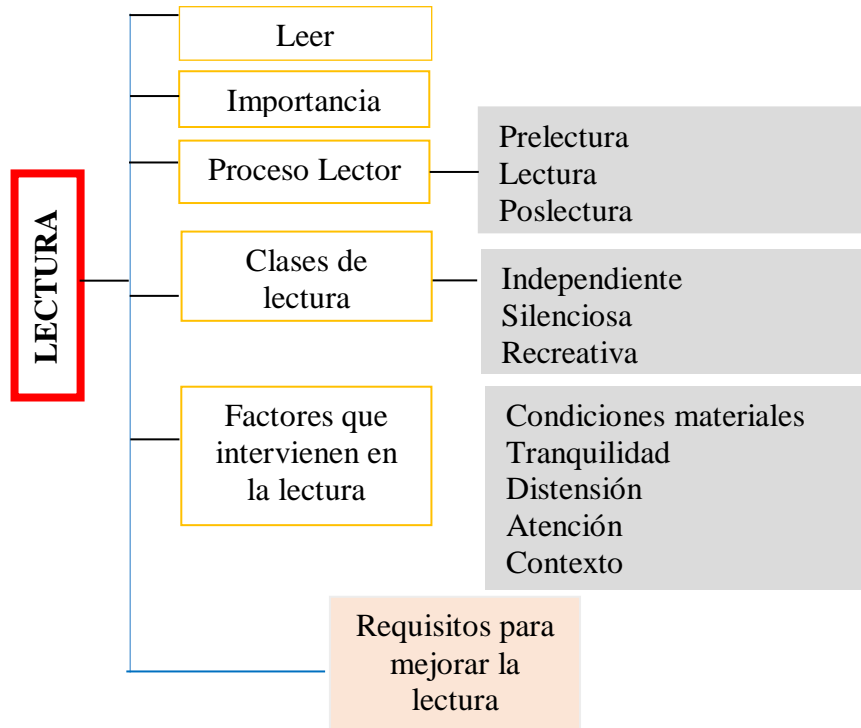 LECTURA
Leer
Importancia
Proceso Lector
Prelectura
Lectura
Poslectura
Clases de
lectura
Independiente
Silenciosa
Recreativa
Factores que
intervienen en
la lectura
Condiciones materiales
Tranquilidad
Distensión
Atención
Contexto
Requisitos para
mejorar la
lectura